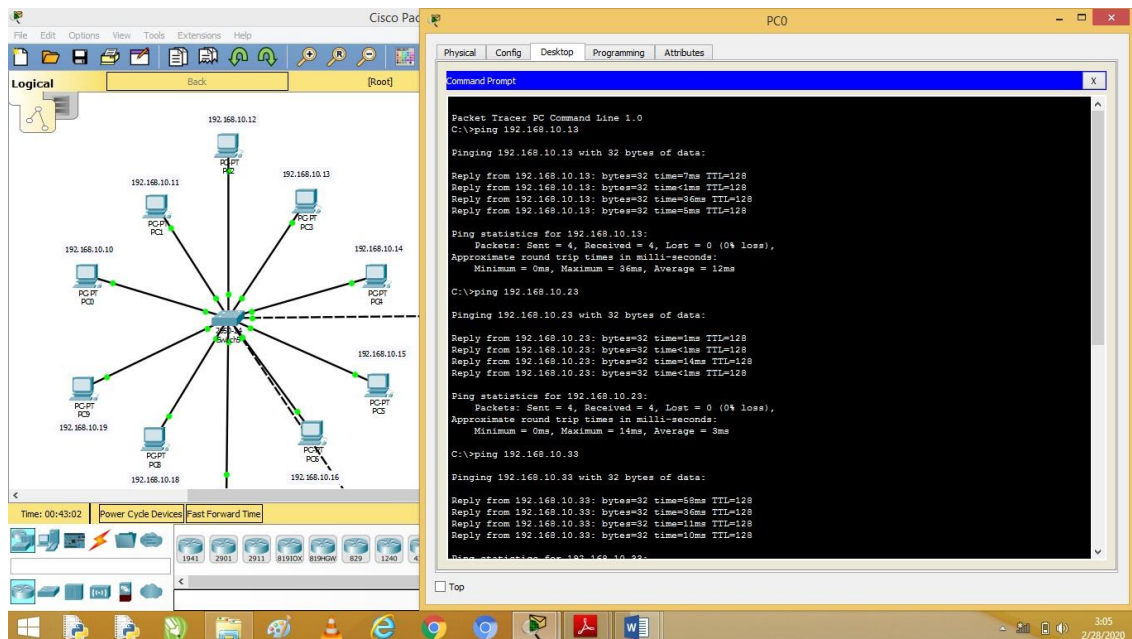 Cisco Pac
File Edit Options View Tools Extensions Help
Logical
Back
[Root]
192.168.10.12
PC-PT
PC2
192.168.10.11
PC-PT
PC1
192.168.10.13
PC-PT
PC3
192.168.10.10
PC-PT
PC0
192.168.10.14
PC-PT
PC4
2950-24
192.168.10.15
PC-PT
PC5
PC-PT
PC9
192.168.10.19
PC-PT
PC8
192.168.10.18
PC-PT
PC6
192.168.10.16
Time: 00:43:02
Power Cycle Devices
Fast Forward Time
1941
2901
2911
819IOX
819HGW
829
1240
PC0
Physical Config Desktop Programming Attributes
Command Prompt
X
Packet Tracer PC Command Line 1.0
C:\>ping 192.168.10.13
Pinging 192.168.10.13 with 32 bytes of data:
Reply from 192.168.10.13: bytes=32 time=7ms TTL=128
Reply from 192.168.10.13: bytes=32 time<1ms TTL=128
Reply from 192.168.10.13: bytes=32 time=36ms TTL=128
Reply from 192.168.10.13: bytes=32 time=5ms TTL=128
Ping statistics for 192.168.10.13:
Packets: Sent = 4, Received = 4, Lost = 0 (0% loss),
Approximate round trip times in milli-seconds:
Minimum = 0ms, Maximum = 36ms, Average = 12ms
C:\>ping 192.168.10.23
Pinging 192.168.10.23 with 32 bytes of data:
Reply from 192.168.10.23: bytes=32 time=1ms TTL=128
Reply from 192.168.10.23: bytes=32 time<1ms TTL=128
Reply from 192.168.10.23: bytes=32 time=14ms TTL=128
Reply from 192.168.10.23: bytes=32 time<1ms TTL=128
Ping statistics for 192.168.10.23:
Packets: Sent = 4, Received = 4, Lost = 0 (0% loss),
Approximate round trip times in milli-seconds:
Minimum = 0ms, Maximum = 14ms, Average = 3ms
C:\>ping 192.168.10.33
Pinging 192.168.10.33 with 32 bytes of data:
Reply from 192.168.10.33: bytes=32 time=58ms TTL=128
Reply from 192.168.10.33: bytes=32 time=36ms TTL=128
Reply from 192.168.10.33: bytes=32 time=11ms TTL=128
Reply from 192.168.10.33: bytes=32 time=10ms TTL=128
Ping statistics for 192.168.10.33:
Top
3:05
2/28/2020